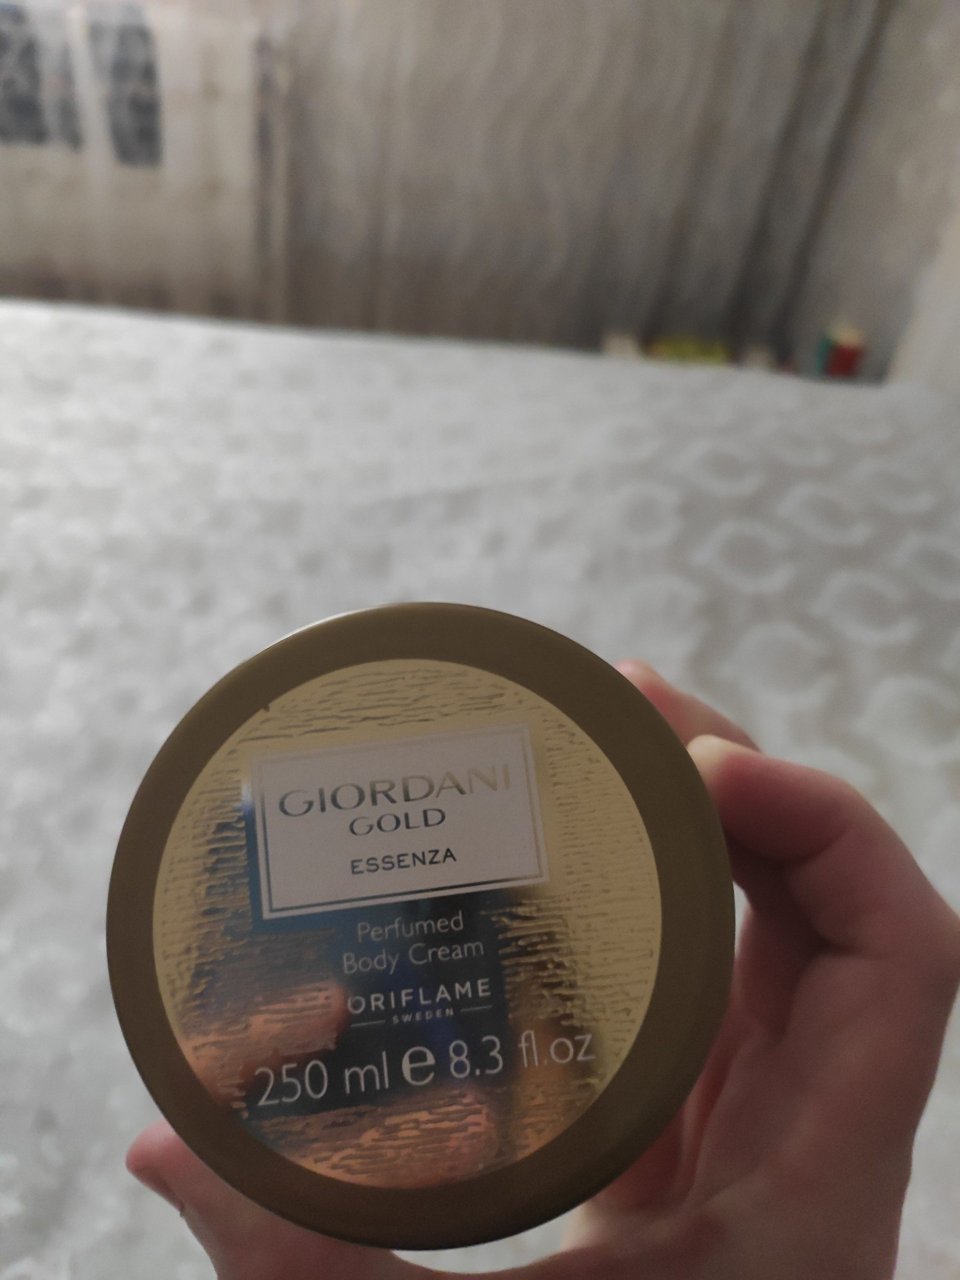 GIORDANI
GOLD
ESSENZA
Perfumed
Body Cream
ORIFLAME
SWEDEN
250 ml e 8.3 fl.oz